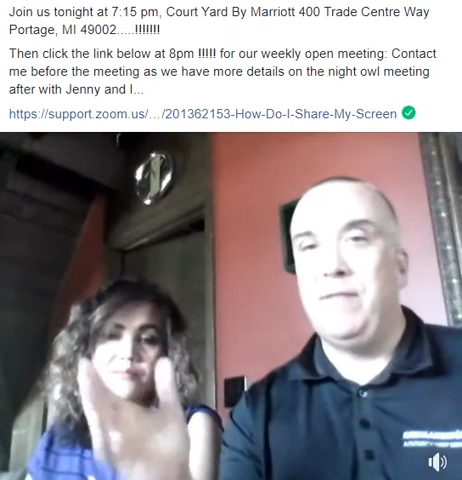 Join us tonight at 7:15 pm, Court Yard By Marriott 400 Trade Centre Way
Portage, MI 49002.....!!!!!!!
Then click the link below at 8pm !!!!! for our weekly open meeting: Contact
me before the meeting as we have more details on the night owl meeting
after with Jenny and I...
https://support.zoom.us/.../201362153-How-Do-I-Share-My-Screen